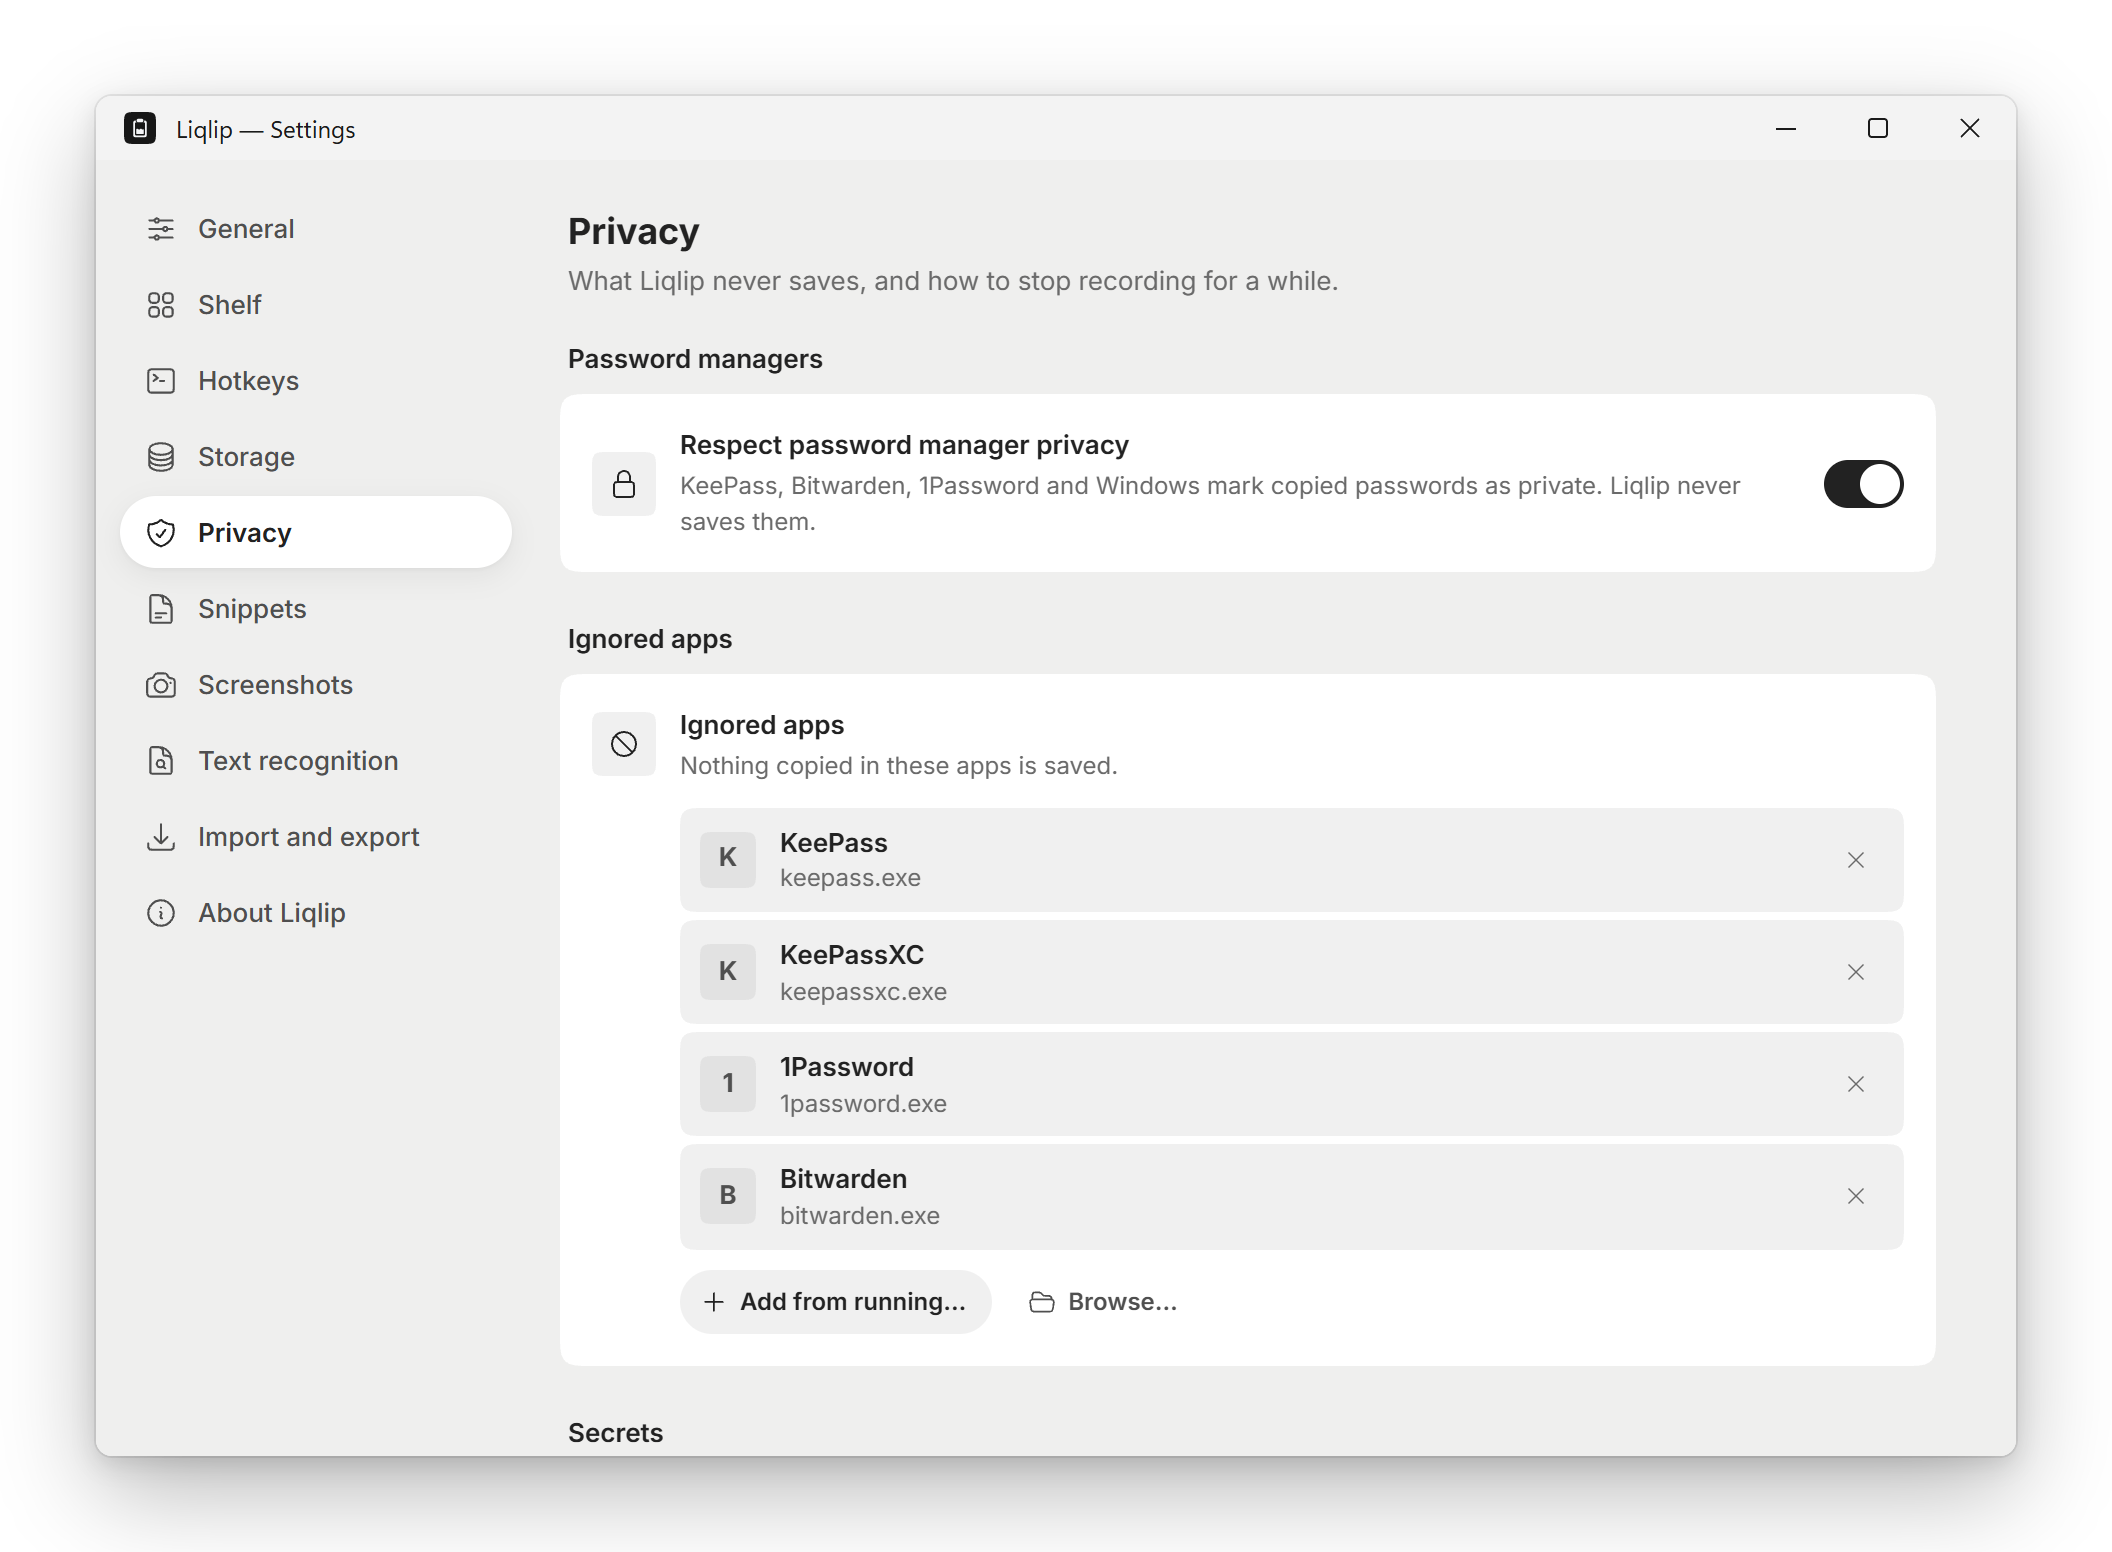 Liqlip — Settings
General
Shelf
Hotkeys
Storage
Privacy
Snippets
Screenshots
Text recognition
Import and export
About Liqlip
Privacy
What Liqlip never saves, and how to stop recording for a while.
Password managers
Respect password manager privacy
KeePass, Bitwarden, 1Password and Windows mark copied passwords as private. Liqlip never
saves them.
Ignored apps
Ignored apps
Nothing copied in these apps is saved.
K
KeePass
keepass.exe
K
KeePassXC
keepassxc.exe
1
1Password
1password.exe
B
Bitwarden
bitwarden.exe
Add from running...
Browse...
Secrets